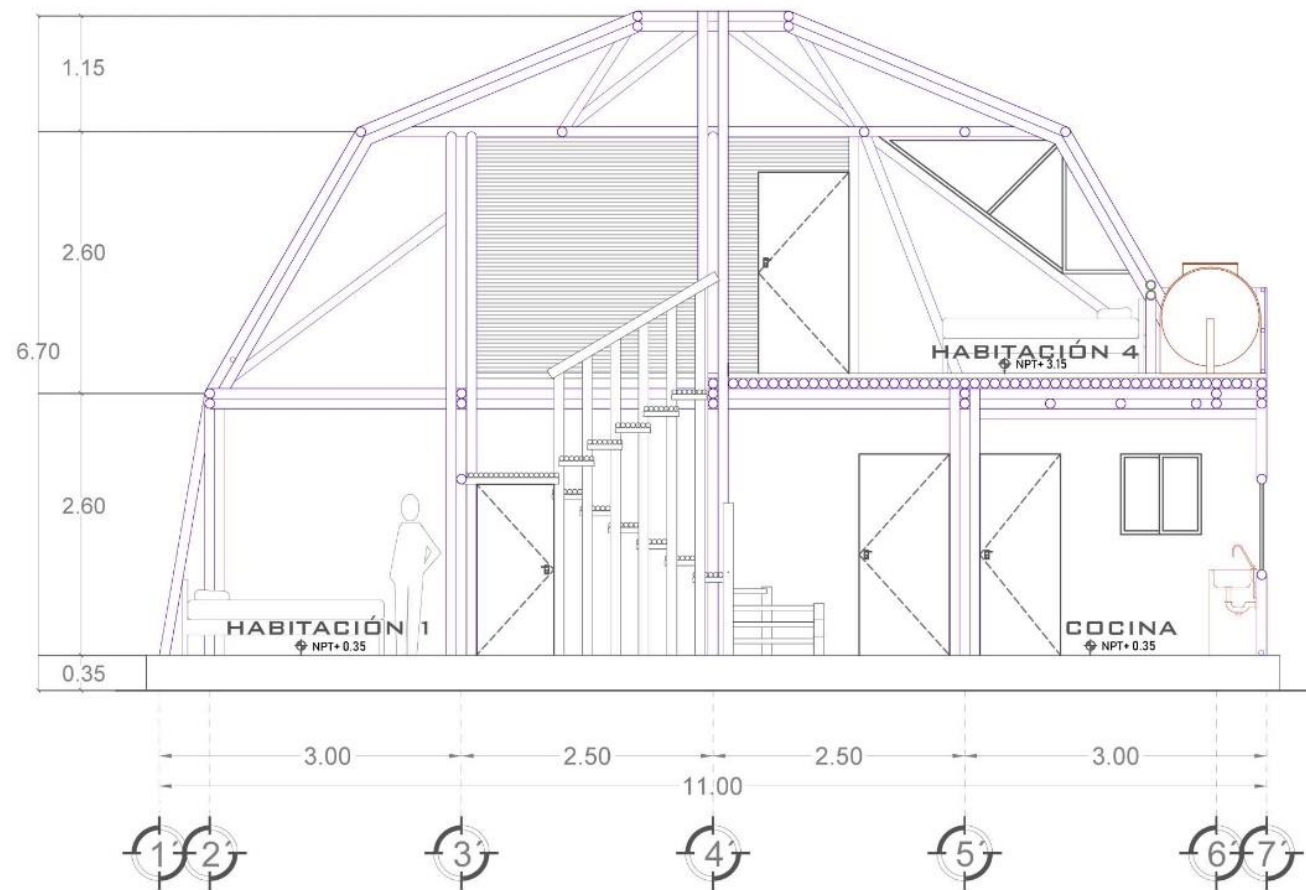 1.15
2.60
6.70
HABITACIÓN 4
NPT+ 3.15
2.60
HABITACIÓN 1
NPT+ 0.35
COCINA
NPT+ 0.35
0.35
3.00 2.50 2.50 3.00
11.00
1' 2' 3' 4' 5' 6' 7'